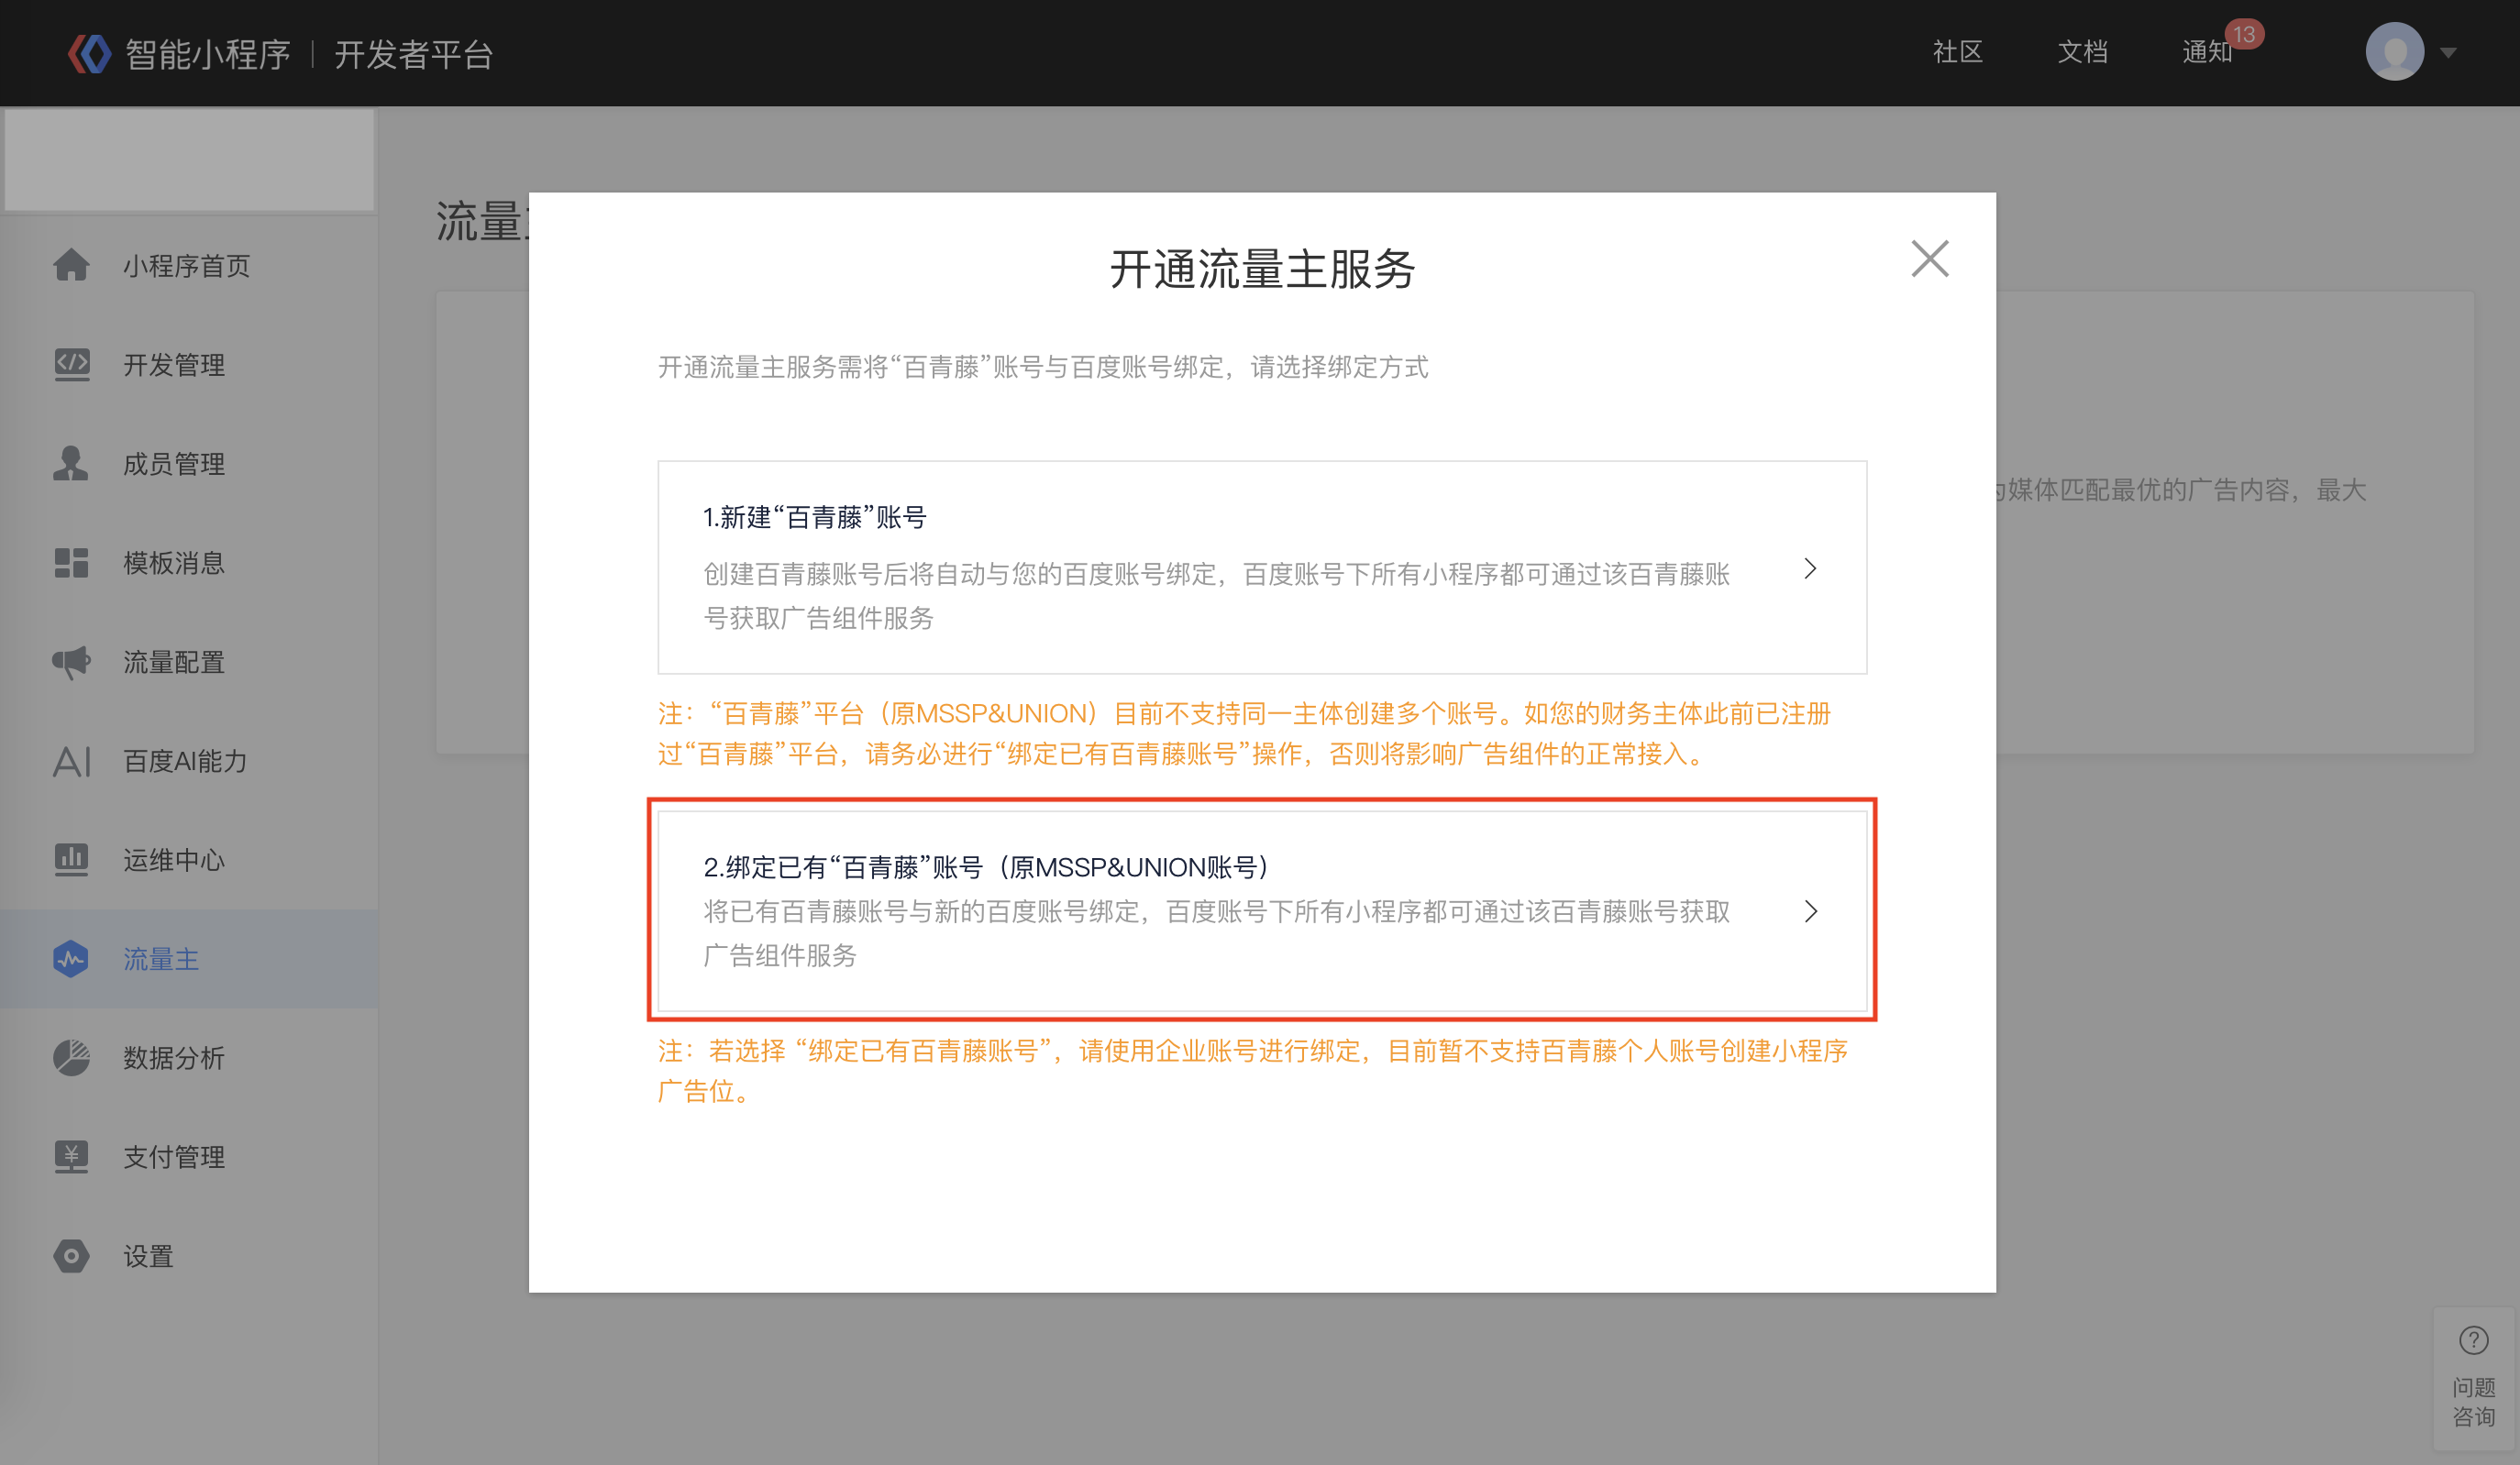 智能小程序 | 开发者平台
社区
文档
通知
13
小程序首页
开发管理
成员管理
模板消息
流量配置
AI 百度AI能力
运维中心
流量主
数据分析
支付管理
设置
流量
开通流量主服务
开通流量主服务需将“百青藤”账号与百度账号绑定，请选择绑定方式
1.新建“百青藤”账号
创建百青藤账号后将自动与您的百度账号绑定，百度账号下所有小程序都可通过该百青藤账
号获取广告组件服务
注：“百青藤”平台（原MSSP&UNION）目前不支持同一主体创建多个账号。如您的财务主体此前已注册
过“百青藤”平台，请务必进行“绑定已有百青藤账号”操作，否则将影响广告组件的正常接入。
2.绑定已有“百青藤”账号（原MSSP&UNION账号）
将已有百青藤账号与新的百度账号绑定，百度账号下所有小程序都可通过该百青藤账号获取
广告组件服务
注：若选择 “绑定已有百青藤账号”，请使用企业账号进行绑定，目前暂不支持百青藤个人账号创建小程序
广告位。
媒体匹配最优的广告内容，最大
问题
咨询